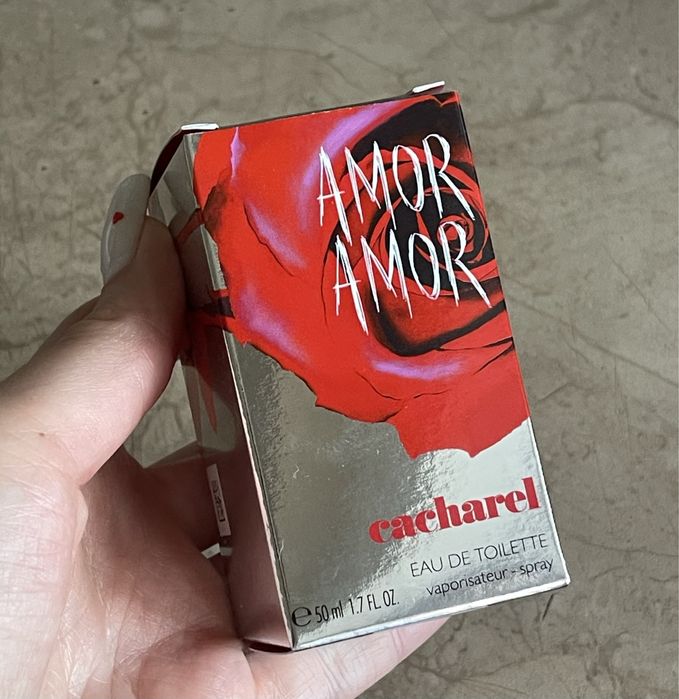 AMOR
AMOR
cacharel
EAU DE TOILETTE
vaporisateur - spray
℮ 50 ml 1.7 FL. OZ.